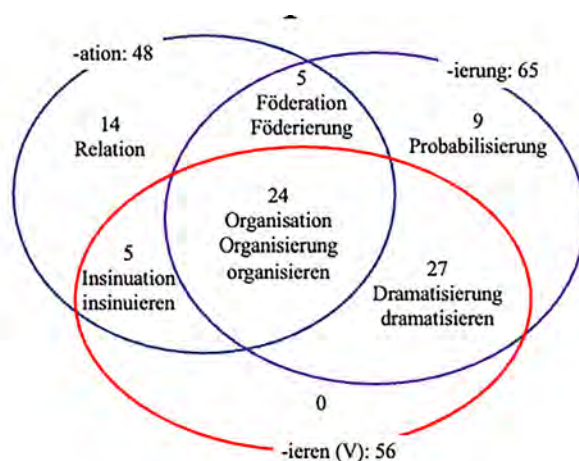 -ation: 48
-ierung: 65
5
Föderation
Föderierung
14
Relation
9
Probabilisierung
24
Organisation
Organisierung
organisieren
5
Insinuation
insinuieren
27
Dramatisierung
dramatisieren
0
-ieren (V): 56